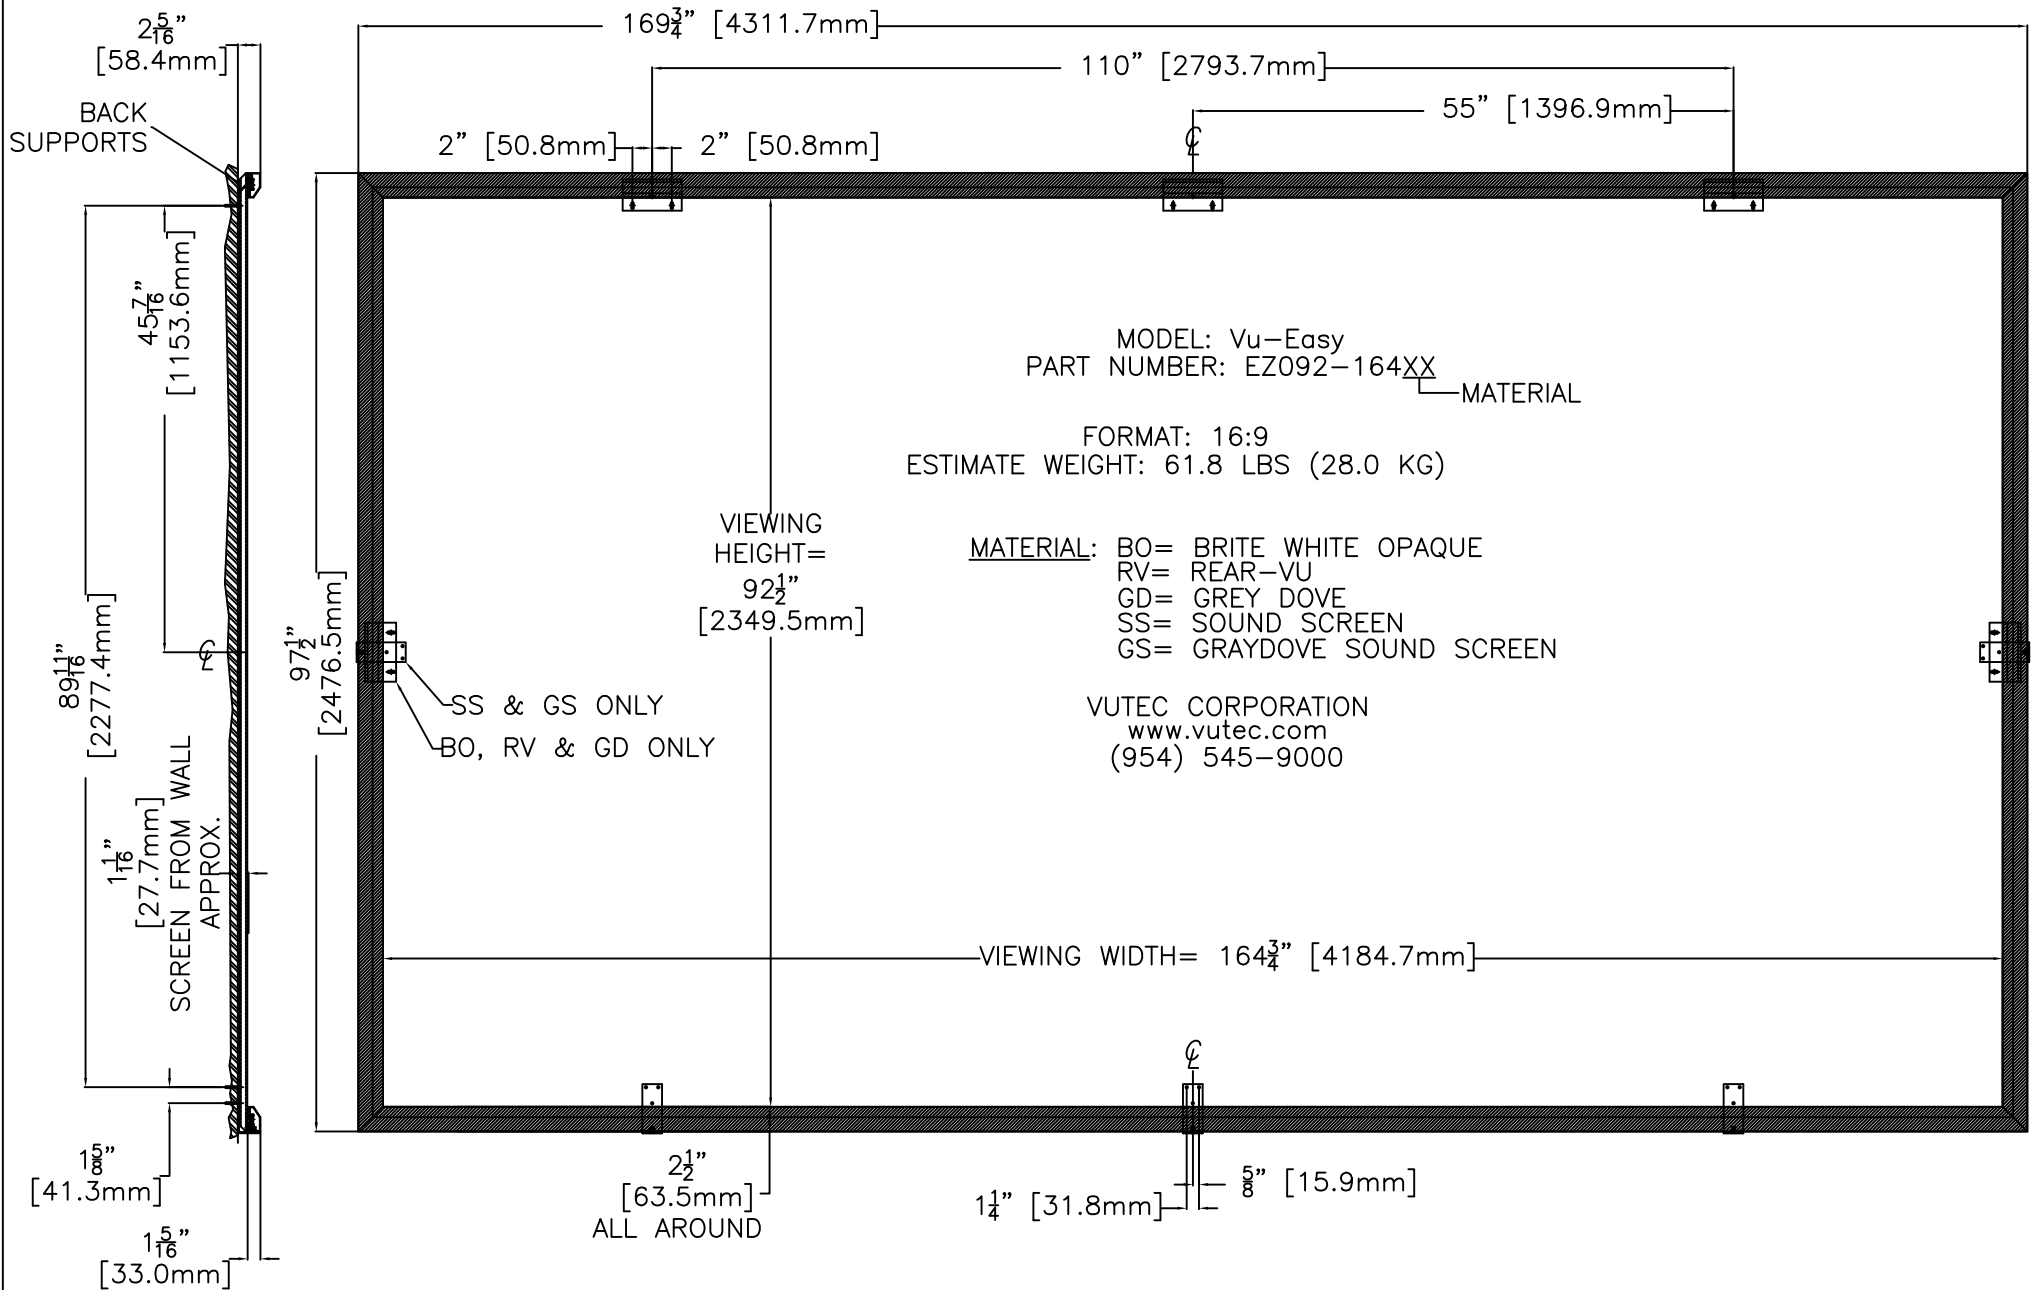 169 3/4" [4311.7mm]
2 5/16"
[58.4mm]
110" [2793.7mm]
55" [1396.9mm]
BACK
SUPPORTS
2" [50.8mm]
2" [50.8mm]
℄
45 7/16"
[1153.6mm]
MODEL: Vu-Easy
PART NUMBER: EZ092-164XX
MATERIAL
FORMAT: 16:9
ESTIMATE WEIGHT: 61.8 LBS (28.0 KG)
VIEWING
HEIGHT=
92 1/2"
[2349.5mm]
MATERIAL: BO= BRITE WHITE OPAQUE
RV= REAR-VU
GD= GREY DOVE
SS= SOUND SCREEN
GS= GRAYDOVE SOUND SCREEN
89 11/16"
[2277.4mm]
℄
97 1/2"
[2476.5mm]
SS & GS ONLY
BO, RV & GD ONLY
VUTEC CORPORATION
www.vutec.com
(954) 545-9000
1 1/16"
[27.7mm]
SCREEN FROM WALL
APPROX.
VIEWING WIDTH= 164 3/4" [4184.7mm]
℄
1 5/8"
[41.3mm]
2 1/2"
[63.5mm]
ALL AROUND
5/8" [15.9mm]
1 1/4" [31.8mm]
1 5/16"
[33.0mm]